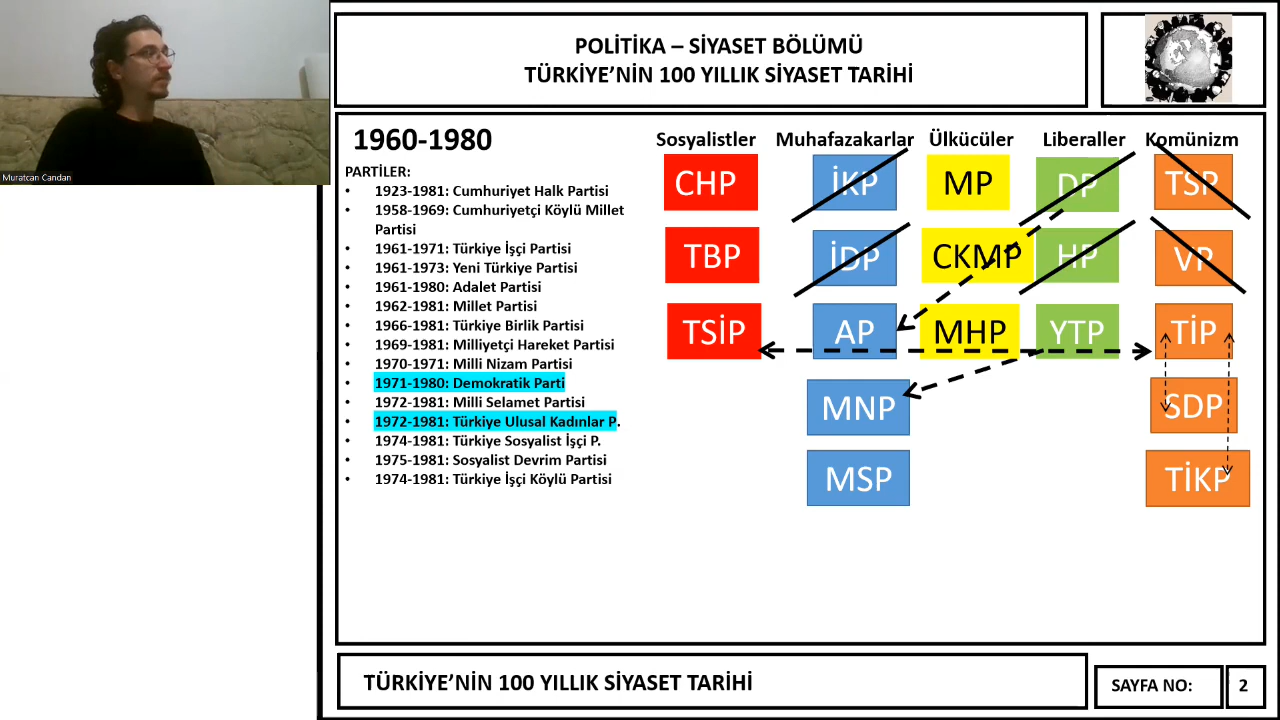 POLİTİKA – SİYASET BÖLÜMÜ
TÜRKİYE'NİN 100 YILLIK SİYASET TARİHİ
Muratcan Candan
1960-1980
PARTİLER:
• 1923-1981: Cumhuriyet Halk Partisi
• 1958-1969: Cumhuriyetçi Köylü Millet
Partisi
• 1961-1971: Türkiye İşçi Partisi
• 1961-1973: Yeni Türkiye Partisi
• 1961-1980: Adalet Partisi
• 1962-1981: Millet Partisi
• 1966-1981: Türkiye Birlik Partisi
• 1969-1981: Milliyetçi Hareket Partisi
• 1970-1971: Milli Nizam Partisi
• 1971-1980: Demokratik Parti
• 1972-1981: Milli Selamet Partisi
• 1972-1981: Türkiye Ulusal Kadınlar P.
• 1974-1981: Türkiye Sosyalist İşçi P.
• 1975-1981: Sosyalist Devrim Partisi
• 1974-1981: Türkiye İşçi Köylü Partisi
Sosyalistler Muhafazakarlar Ülkücüler Liberaller Komünizm
CHP İKP MP DP TSP
TBP İDP CKMP HP VP
TSİP AP MHP YTP TİP
MNP SDP
MSP TİKP
TÜRKİYE'NİN 100 YILLIK SİYASET TARİHİ
SAYFA NO: 2